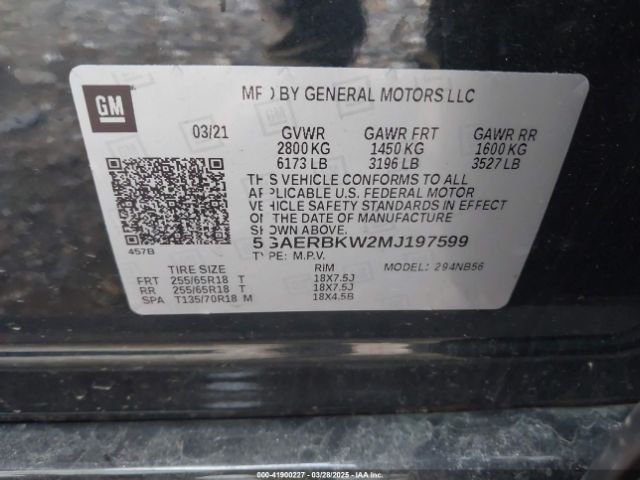 GM
MFD BY GENERAL MOTORS LLC
03/21 GVWR GAWR FRT GAWR RR
2800 KG 1450 KG 1600 KG
6173 LB 3196 LB 3527 LB
THIS VEHICLE CONFORMS TO ALL
APPLICABLE U.S. FEDERAL MOTOR
VEHICLE SAFETY STANDARDS IN EFFECT
ON THE DATE OF MANUFACTURE
SHOWN ABOVE.
457B
5GAERBKW2MJ197599
TYPE: M.P.V. MODEL: 294NB56
TIRE SIZE RIM
FRT 255/65R18 T 18X7.5J
RR 255/65R18 T 18X7.5J
SPA T135/70R18 M 18X4.5B
000-41900227 - 03/28/2025 - IAA Inc.